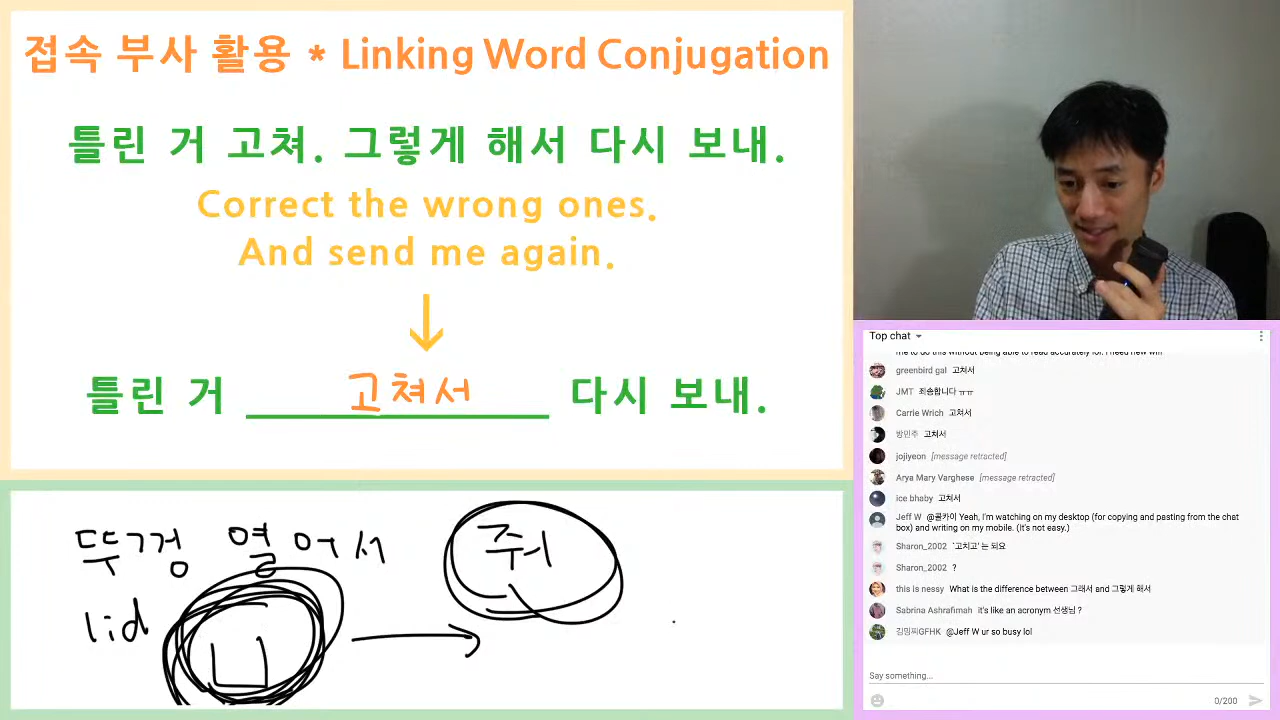 접속 부사 활용 * Linking Word Conjugation
틀린 거 고쳐. 그렇게 해서 다시 보내.
Correct the wrong ones.
And send me again.
틀린 거 고쳐서 다시 보내.
뚜껑 열어서 줘
lid
Top chat
greenbird gal 고쳐서
JMT 죄송합니다 ㅠㅠ
Carrie Wrich 고쳐서
방민주 고쳐서
jojiyeon [message retracted]
Arya Mary Varghese [message retracted]
ice bhaby 고쳐서
Jeff W @콜카이 Yeah, I'm watching on my desktop (for copying and pasting from the chat
box) and writing on my mobile. (it's not easy.)
Sharon_2002 '고치고' 는 되요
Sharon_2002 ?
this is nessy What is the difference between 그래서 and 그렇게 해서
Sabrina Ashrafimah it's like an acronym 선생님 ?
김밍찌GFHK @Jeff W ur so busy lol
Say something...
0/200